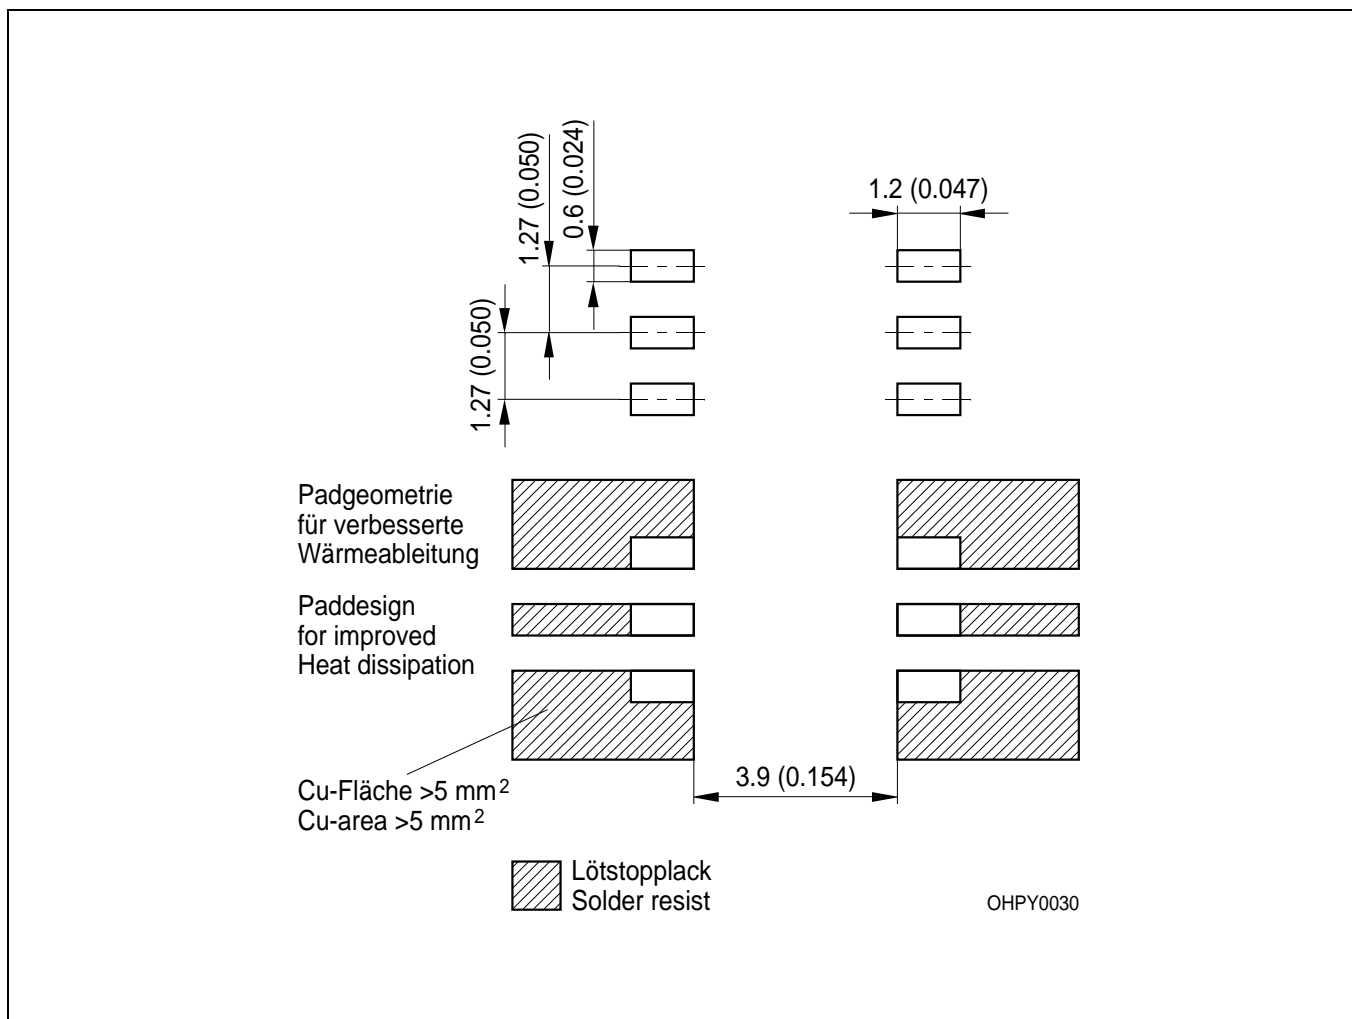 1.27 (0.050)
0.6 (0.024)
1.2 (0.047)
1.27 (0.050)
Padgeometrie
für verbesserte
Wärmeableitung
Paddesign
for improved
Heat dissipation
3.9 (0.154)
Cu-Fläche >5 mm²
Cu-area >5 mm²
Lötstopplack
Solder resist
OHPY0030